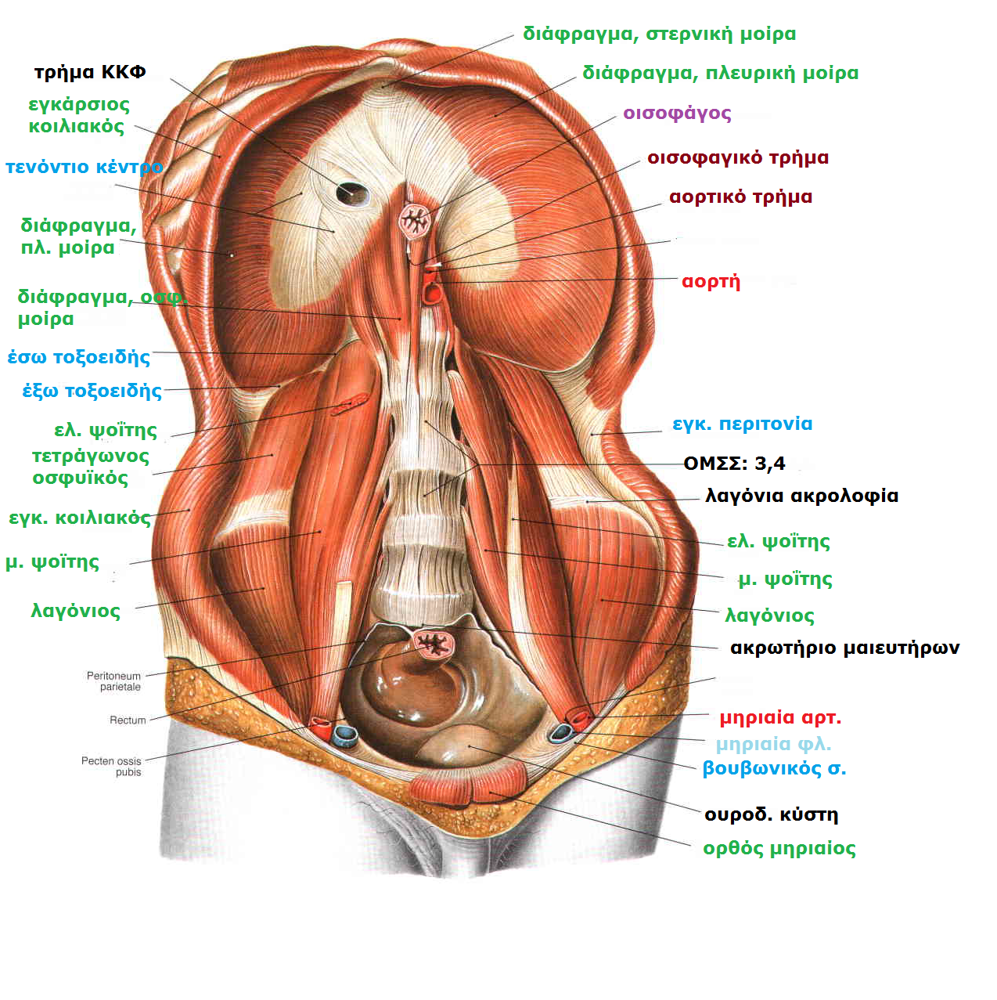 διάφραγμα, στερνική μοίρα
τρήμα ΚΚΦ
διάφραγμα, πλευρική μοίρα
εγκάρσιος
κοιλιακός
οισοφάγος
τενόντιο κέντρο
οισοφαγικό τρήμα
αορτικό τρήμα
διάφραγμα,
πλ. μοίρα
αορτή
διάφραγμα, οσφ.
μοίρα
έσω τοξοειδής
έξω τοξοειδής
ελ. ψοΐτης
εγκ. περιτονία
τετράγωνος
οσφυϊκός
ΟΜΣΣ: 3,4
λαγόνια ακρολοφία
εγκ. κοιλιακός
ελ. ψοΐτης
μ. ψοΐτης
μ. ψοΐτης
λαγόνιος
λαγόνιος
ακρωτήριο μαιευτήρων
Peritoneum
parietale
Rectum
μηριαία αρτ.
μηριαία φλ.
Pecten ossis
pubis
βουβωνικός σ.
ουροδ. κύστη
ορθός μηριαίος